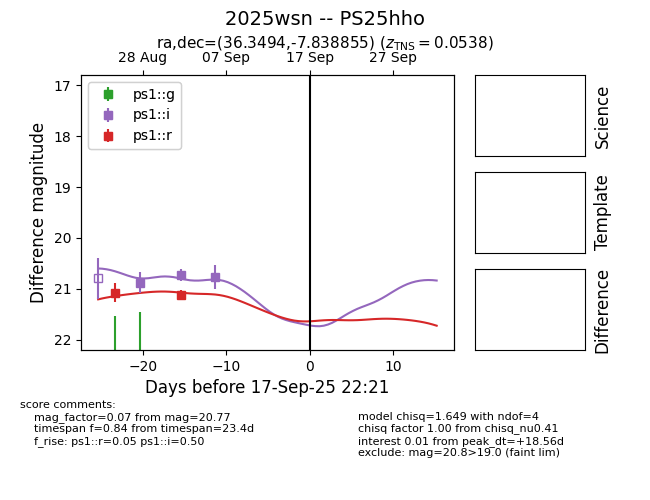 2025wsn -- PS25hho
ra,dec=(36.3494,-7.838855) (z_TNS = 0.0538)
28 Aug 07 Sep 17 Sep 27 Sep
17
18
19
20
21
22
Difference magnitude
ps1::g
ps1::i
ps1::r
−20 −10 0 10
Days before 17-Sep-25 22:21
Science
Template
Difference
score comments:
mag_factor=0.07 from mag=20.77
timespan f=0.84 from timespan=23.4d
f_rise: ps1::r=0.05 ps1::i=0.50
model chisq=1.649 with ndof=4
chisq factor 1.00 from chisq_nu0.41
interest 0.01 from peak_dt=+18.56d
exclude: mag=20.8>19.0 (faint lim)